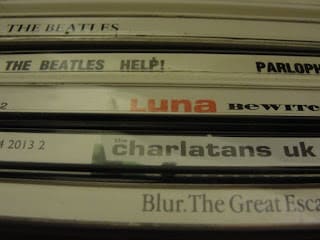 THE BEATLES
THE BEATLES HELP! PARLOPH
2 Luna BEWITC
4 2013 2 the charlatans uk
Blur. The Great Esca